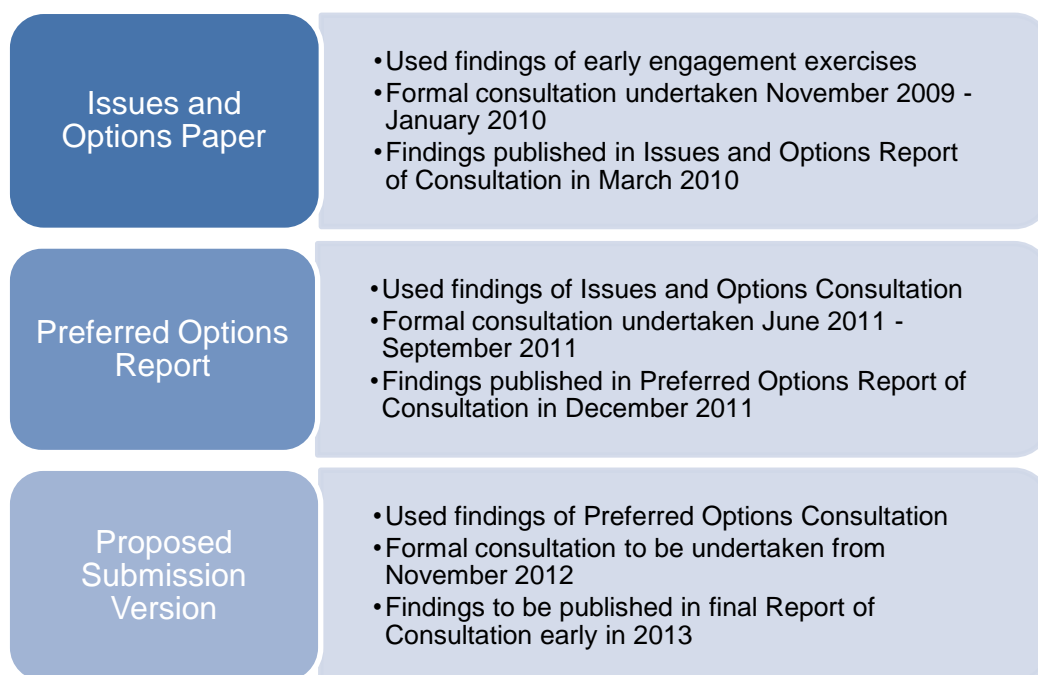 Issues and
Options Paper
•Used findings of early engagement exercises
•Formal consultation undertaken November 2009 -
January 2010
•Findings published in Issues and Options Report
of Consultation in March 2010
Preferred Options
Report
•Used findings of Issues and Options Consultation
•Formal consultation undertaken June 2011 -
September 2011
•Findings published in Preferred Options Report of
Consultation in December 2011
Proposed
Submission
Version
•Used findings of Preferred Options Consultation
•Formal consultation to be undertaken from
November 2012
•Findings to be published in final Report of
Consultation early in 2013